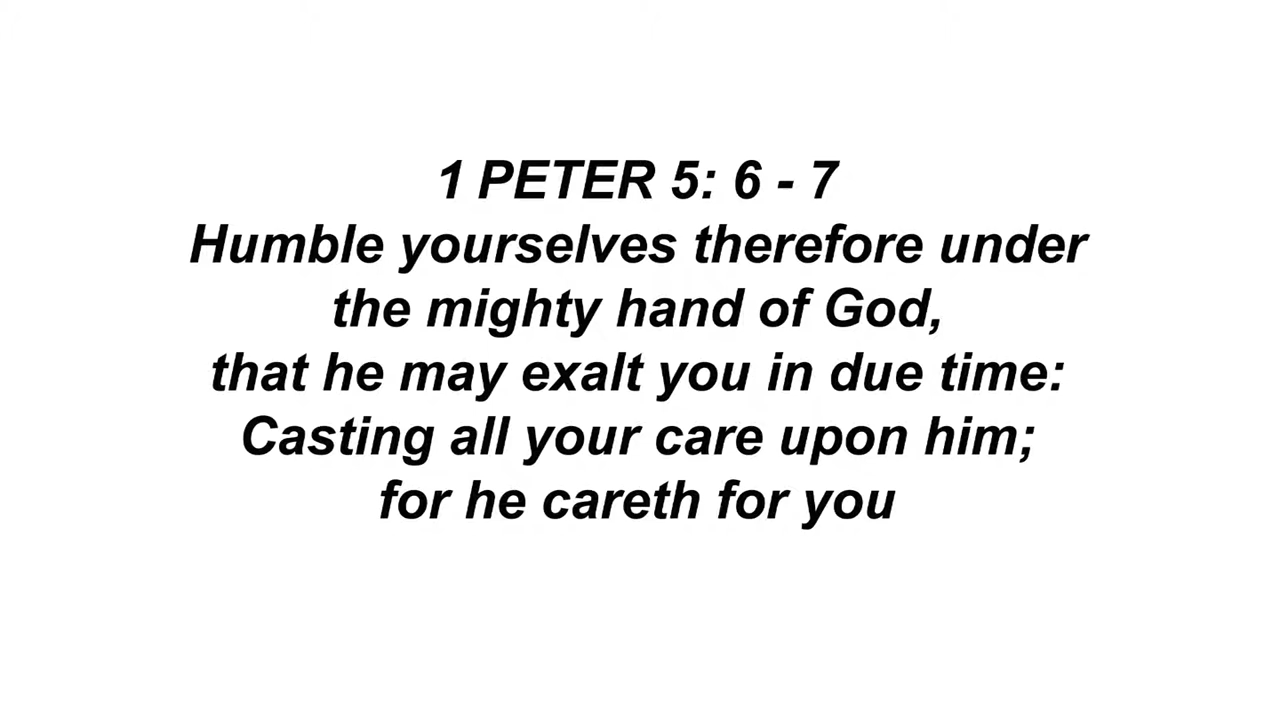 1 PETER 5: 6 - 7
Humble yourselves therefore under
the mighty hand of God,
that he may exalt you in due time:
Casting all your care upon him;
for he careth for you